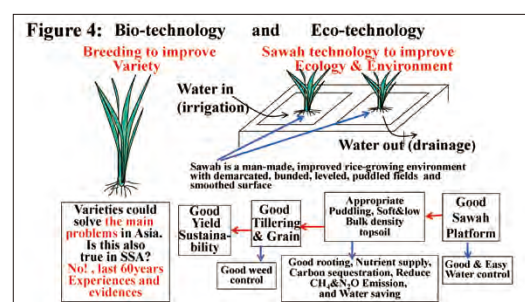 Figure 4: Bio-technology and Eco-technology
Breeding to improve
Variety
Sawah technology to improve
Ecology & Environment
Water in
(irrigation)
Water out (drainage)
Sawah is a man-made, improved rice-growing environment
with demarcated, bunded, leveled, puddled fields and
smoothed surface
Varieties could
solve the main
problems in Asia.
Is this also
true in SSA?
No! , last 60years
Experiences and
evidences
Good
Yield
Sustaina-
bility
Good
Tillering
& Grain
Appropriate
Puddling, Soft&low
Bulk density
topsoil
Good
Sawah
Platform
Good weed
control
Good rooting, Nutrient supply,
Carbon sequestration, Reduce
CH4&N2O Emission,
and Water saving
Good & Easy
Water control